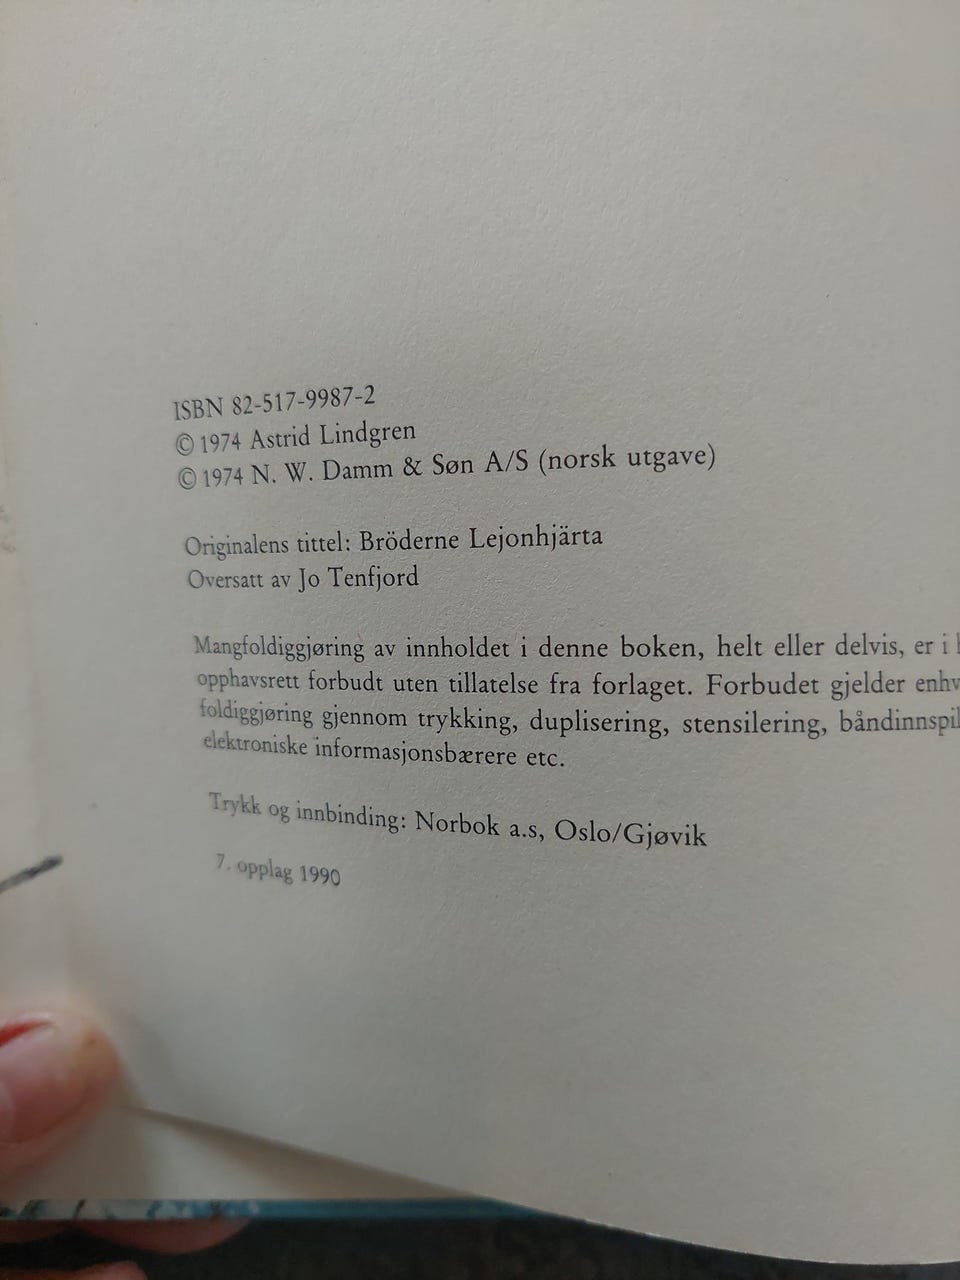 ISBN 82-517-9987-2
© 1974 Astrid Lindgren
© 1974 N. W. Damm & Søn A/S (norsk utgave)
Originalens tittel: Bröderne Lejonhjärta
Oversatt av Jo Tenfjord
Mangfoldiggjøring av innholdet i denne boken, helt eller delvis, er i
opphavsrett forbudt uten tillatelse fra forlaget. Forbudet gjelder
foldiggjøring gjennom trykking, duplisering, stensilering,
elektroniske informasjonsbærere etc.
Trykk og innbinding: Norbok a.s, Oslo/Gjøvik
7. opplag 1990